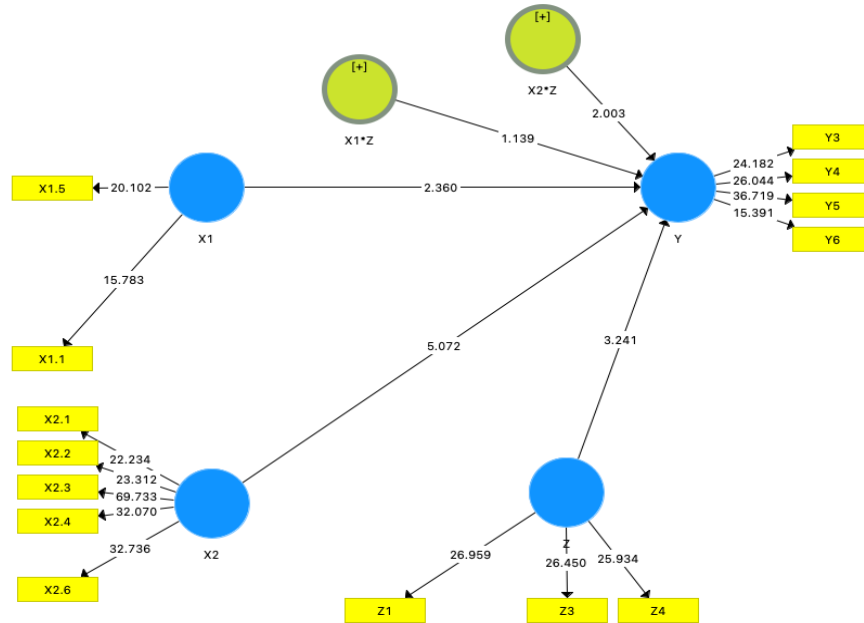 [+]
X2*Z
[+]
X1*Z
2.003
1.139
Y3
Y4
Y5
Y6
24.182
26.044
36.719
15.391
Y
X1.5
20.102
X1
2.360
15.783
X1.1
5.072
3.241
X2.1
X2.2
X2.3
X2.4
X2.6
22.234
23.312
69.733
32.070
32.736
X2
Z
26.959
26.450
25.934
Z1
Z3
Z4